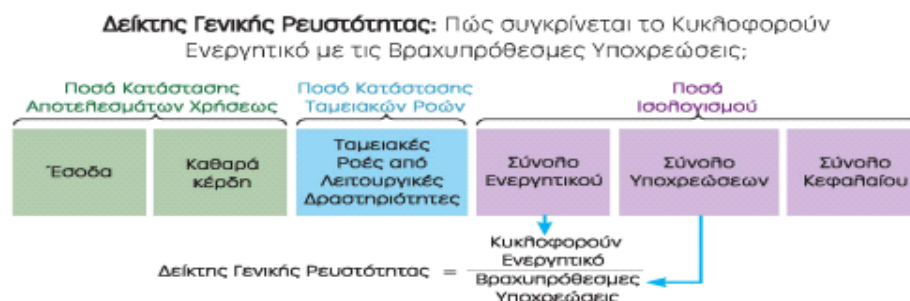 Δείκτης Γενικής Ρευστότητας: Πώς συγκρίνεται το Κυκλοφορούν
Ενεργητικό με τις Βραχυπρόθεσμες Υποχρεώσεις;
Ποσά Κατάστασης
Αποτελεσμάτων Χρήσεως
Ποσά Κατάστασης
Ταμειακών Ροών
Ποσά
Ισολογισμού
Έσοδα
Καθαρά
κέρδη
Ταμειακές
Ροές από
Λειτουργικές
Δραστηριότητες
Σύνολο
Ενεργητικού
Σύνολο
Υποχρεώσεων
Σύνολο
Κεφαλαίου
Δείκτης Γενικής Ρευστότητας =
Κυκλοφορούν
Ενεργητικό
Βραχυπρόθεσμες
Υποχρεώσεις